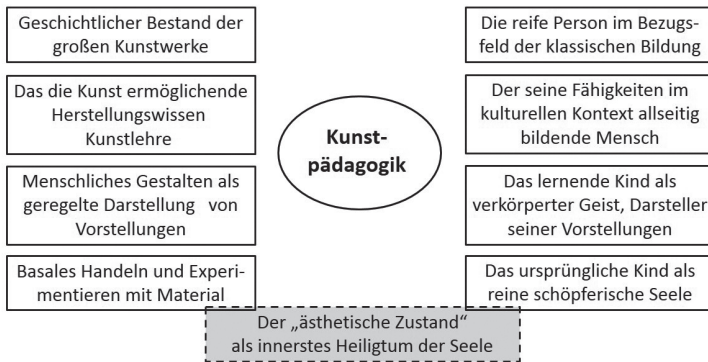 Geschichtlicher Bestand der
großen Kunstwerke
Das die Kunst ermöglichende
Herstellungswissen
Kunstlehre
Menschliches Gestalten als
geregelte Darstellung von
Vorstellungen
Basales Handeln und Experi-
mentieren mit Material
Kunst-
pädagogik
Die reife Person im Bezugs-
feld der klassischen Bildung
Der seine Fähigkeiten im
kulturellen Kontext allseitig
bildende Mensch
Das lernende Kind als
verkörperter Geist, Darsteller
seiner Vorstellungen
Das ursprüngliche Kind als
reine schöpferische Seele
Der „ästhetische Zustand“
als innerstes Heiligtum der Seele